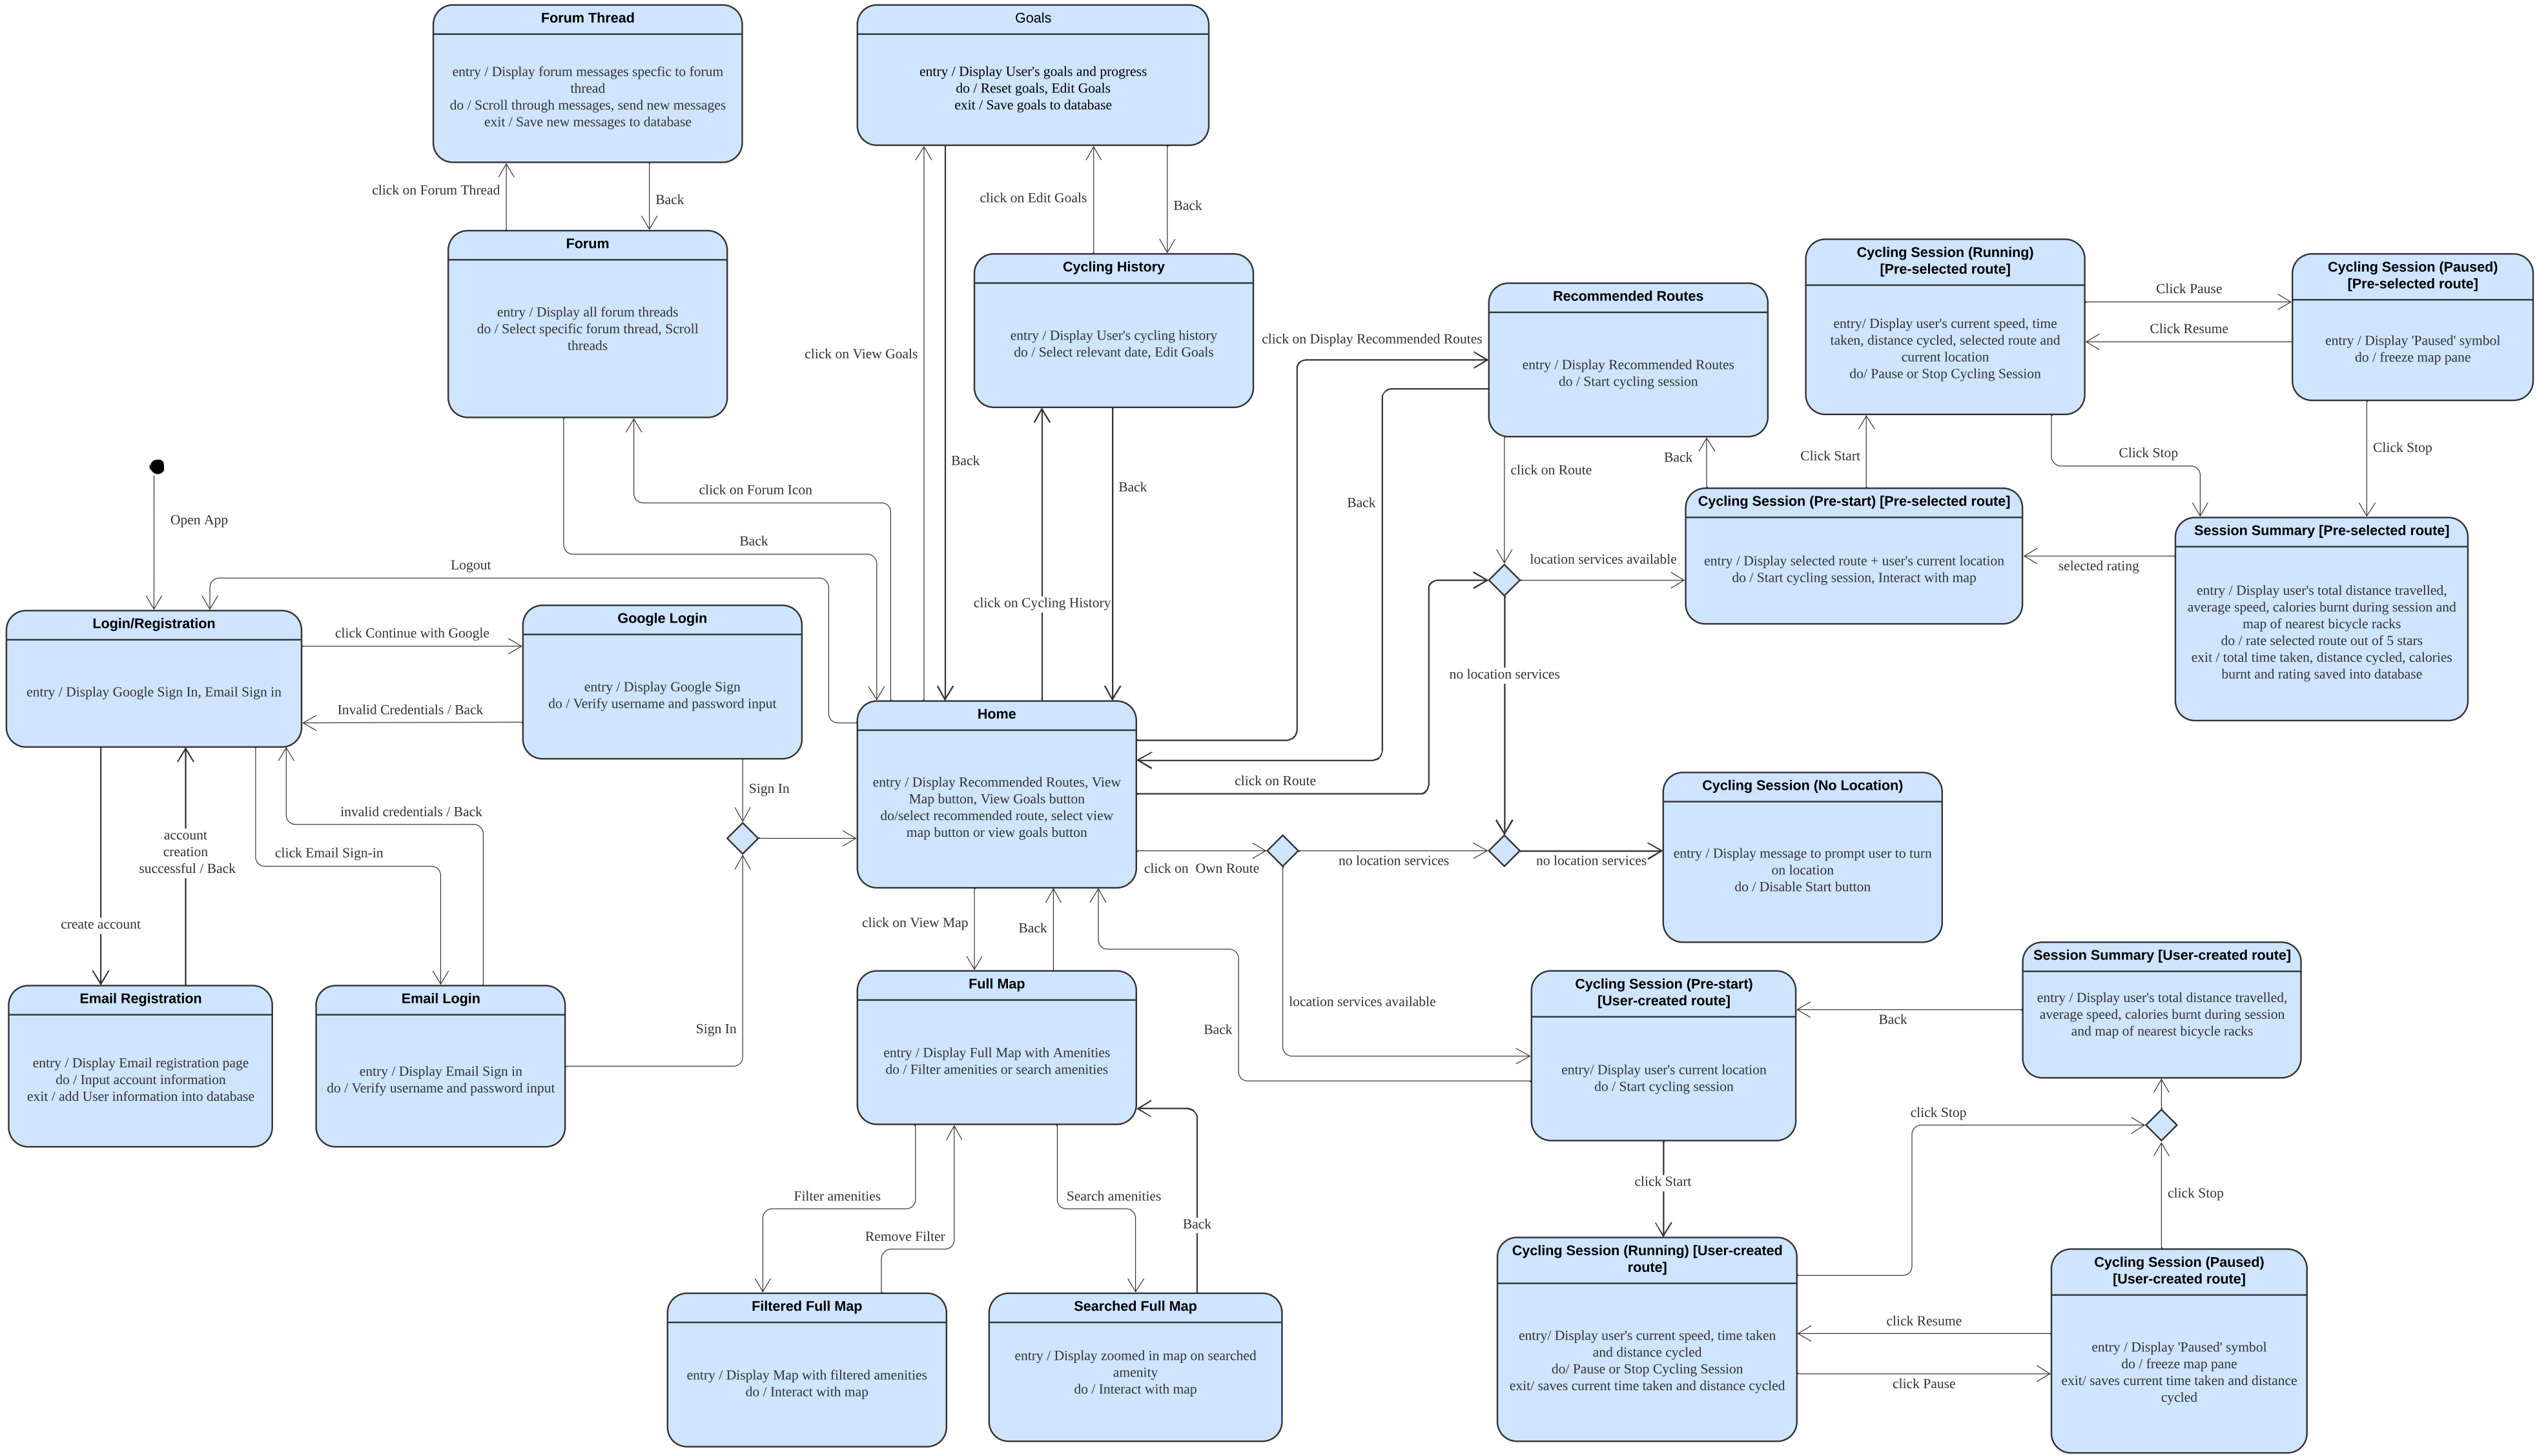 Forum Thread
entry / Display forum messages specfic to forum
thread
do / Scroll through messages, send new messages
exit / Save new messages to database
Goals
entry / Display User's goals and progress
do / Reset goals, Edit Goals
exit / Save goals to database
click on Forum Thread
Back
click on Edit Goals
Back
Forum
entry / Display all forum threads
do / Select specific forum thread, Scroll
threads
click on View Goals
Cycling History
entry / Display User's cycling history
do / Select relevant date, Edit Goals
click on Display Recommended Routes
Recommended Routes
entry / Display Recommended Routes
do / Start cycling session
Cycling Session (Running)
[Pre-selected route]
entry/ Display user's current speed, time
taken, distance cycled, selected route and
current location
do/ Pause or Stop Cycling Session
Click Pause
Click Resume
Cycling Session (Paused)
[Pre-selected route]
entry / Display 'Paused' symbol
do / freeze map pane
Open App
click on Forum Icon
Back
Logout
Back
Back
click on Cycling History
Back
click on Route
Back
Click Start
Click Stop
Click Stop
Cycling Session (Pre-start) [Pre-selected route]
entry / Display selected route + user's current location
do / Start cycling session, Interact with map
location services available
selected rating
Session Summary [Pre-selected route]
entry / Display user's total distance travelled,
average speed, calories burnt during session and
map of nearest bicycle racks
do / rate selected route out of 5 stars
exit / total time taken, distance cycled, calories
burnt and rating saved into database
Login/Registration
entry / Display Google Sign In, Email Sign in
click Continue with Google
Invalid Credentials / Back
Google Login
entry / Display Google Sign
do / Verify username and password input
Sign In
no location services
Home
entry / Display Recommended Routes, View
Map button, View Goals button
do/select recommended route, select view
map button or view goals button
click on Route
click on  Own Route
no location services
no location services
Cycling Session (No Location)
entry / Display message to prompt user to turn
on location
do / Disable Start button
invalid credentials / Back
click Email Sign-in
account
creation
successful / Back
create account
click on View Map
Back
Email Registration
entry / Display Email registration page
do / Input account information
exit / add User information into database
Email Login
entry / Display Email Sign in
do / Verify username and password input
Sign In
Full Map
entry / Display Full Map with Amenities
do / Filter amenities or search amenities
Back
location services available
Cycling Session (Pre-start)
[User-created route]
entry/ Display user's current location
do / Start cycling session
Back
Session Summary [User-created route]
entry / Display user's total distance travelled,
average speed, calories burnt during session
and map of nearest bicycle racks
click Stop
click Stop
click Start
Filter amenities
Remove Filter
Search amenities
Back
Filtered Full Map
entry / Display Map with filtered amenities
do / Interact with map
Searched Full Map
entry / Display zoomed in map on searched
amenity
do / Interact with map
Cycling Session (Running) [User-created
route]
entry/ Display user's current speed, time taken
and distance cycled
do/ Pause or Stop Cycling Session
exit/ saves current time taken and distance cycled
click Resume
click Pause
Cycling Session (Paused)
[User-created route]
entry / Display 'Paused' symbol
do / freeze map pane
exit/ saves current time taken and distance
cycled